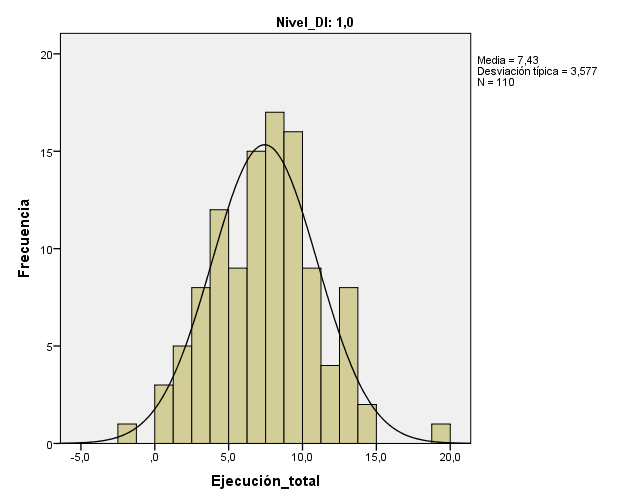 Nivel_DI: 1,0
Media = 7,43
Desviación típica = 3,577
N = 110
Frecuencia
20
15
10
5
0
-5,0 ,0 5,0 10,0 15,0 20,0
Ejecución_total